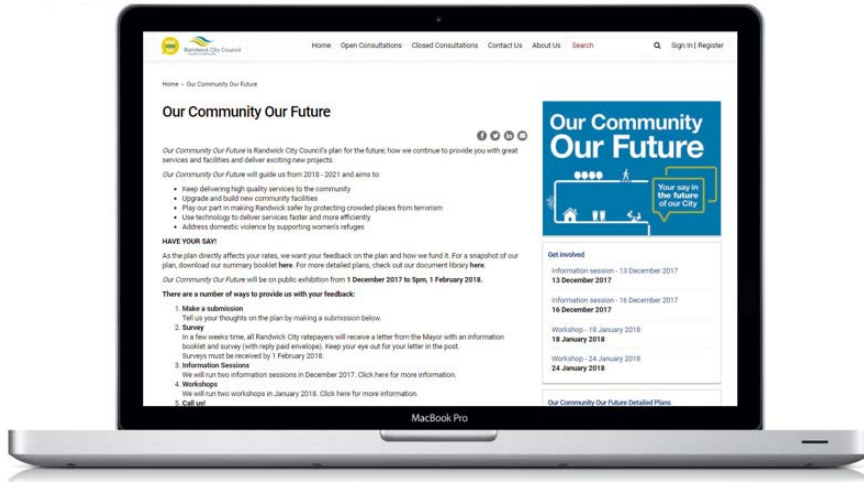 Randwick City Council
Home Open Consultations Closed Consultations Contact Us About Us Search Sign In | Register
Home › Our Community Our Future
Our Community Our Future
Our Community Our Future is Randwick City Council's plan for the future; how we continue to provide you with great
services and facilities and deliver exciting new projects.
Our Community Our Future will guide us from 2018 - 2021 and aims to:
• Keep delivering high quality services to the community
• Upgrade and build new community facilities
• Play our part in making Randwick safer by protecting crowded places from terrorism
• Use technology to deliver services faster and more efficiently
• Address domestic violence by supporting women's refuges
HAVE YOUR SAY!
As the plan directly affects your rates, we want your feedback on the plan and how we fund it. For a snapshot of our
plan, download our summary booklet here. For more detailed plans, check out our document library here.
Our Community Our Future will be on public exhibition from 1 December 2017 to 5pm, 1 February 2018.
There are a number of ways to provide us with your feedback:
1. Make a submission
Tell us your thoughts on the plan by making a submission below.
2. Survey
In a few weeks time, all Randwick City ratepayers will receive a letter from the Mayor with an information
booklet and survey (with reply paid envelope). Keep your eye out for your letter in the post.
Surveys must be received by 1 February 2018.
3. Information Sessions
We will run two information sessions in December 2017. Click here for more information.
4. Workshops
We will run two workshops in January 2018. Click here for more information.
5. Call us!
Our Community
Our Future
Your say in
the future
of our City
Get involved
Information session - 13 December 2017
13 December 2017
Information session - 16 December 2017
16 December 2017
Workshop - 18 January 2018
18 January 2018
Workshop - 24 January 2018
24 January 2018
Our Community Our Future Detailed Plans
MacBook Pro